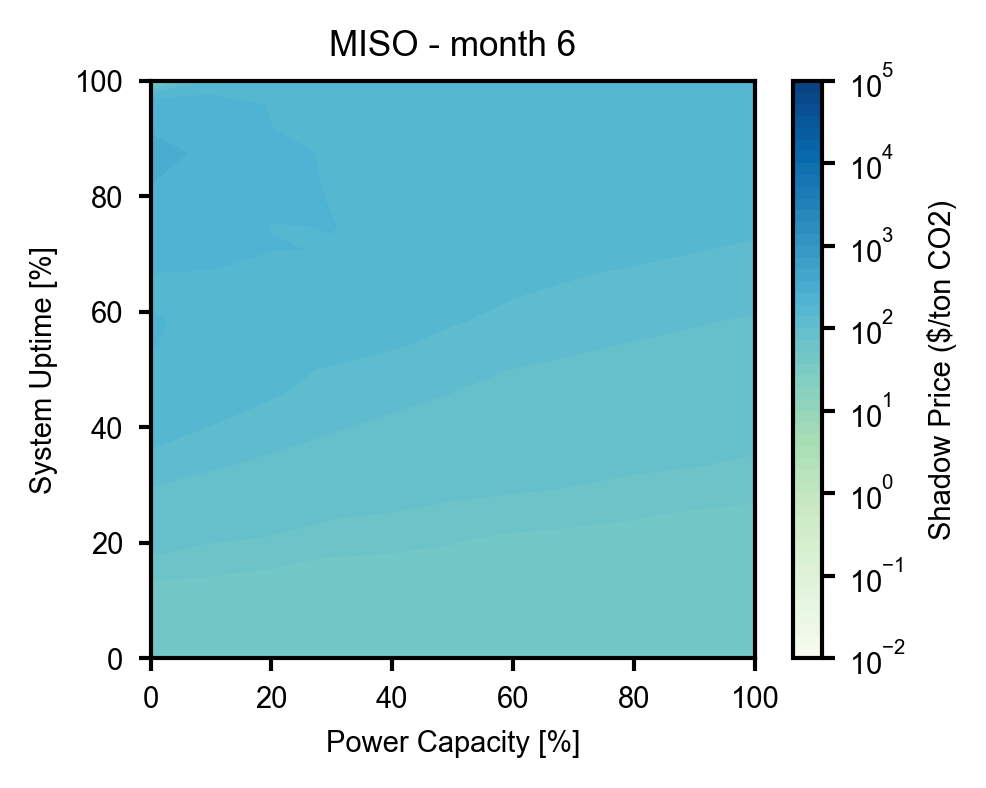 MISO - month 6
100
80
60
40
20
0
System Uptime [%]
0 20 40 60 80 100
Power Capacity [%]
10^5
10^4
10^3
10^2
10^1
10^0
10^−1
10^−2
Shadow Price ($/ton CO2)